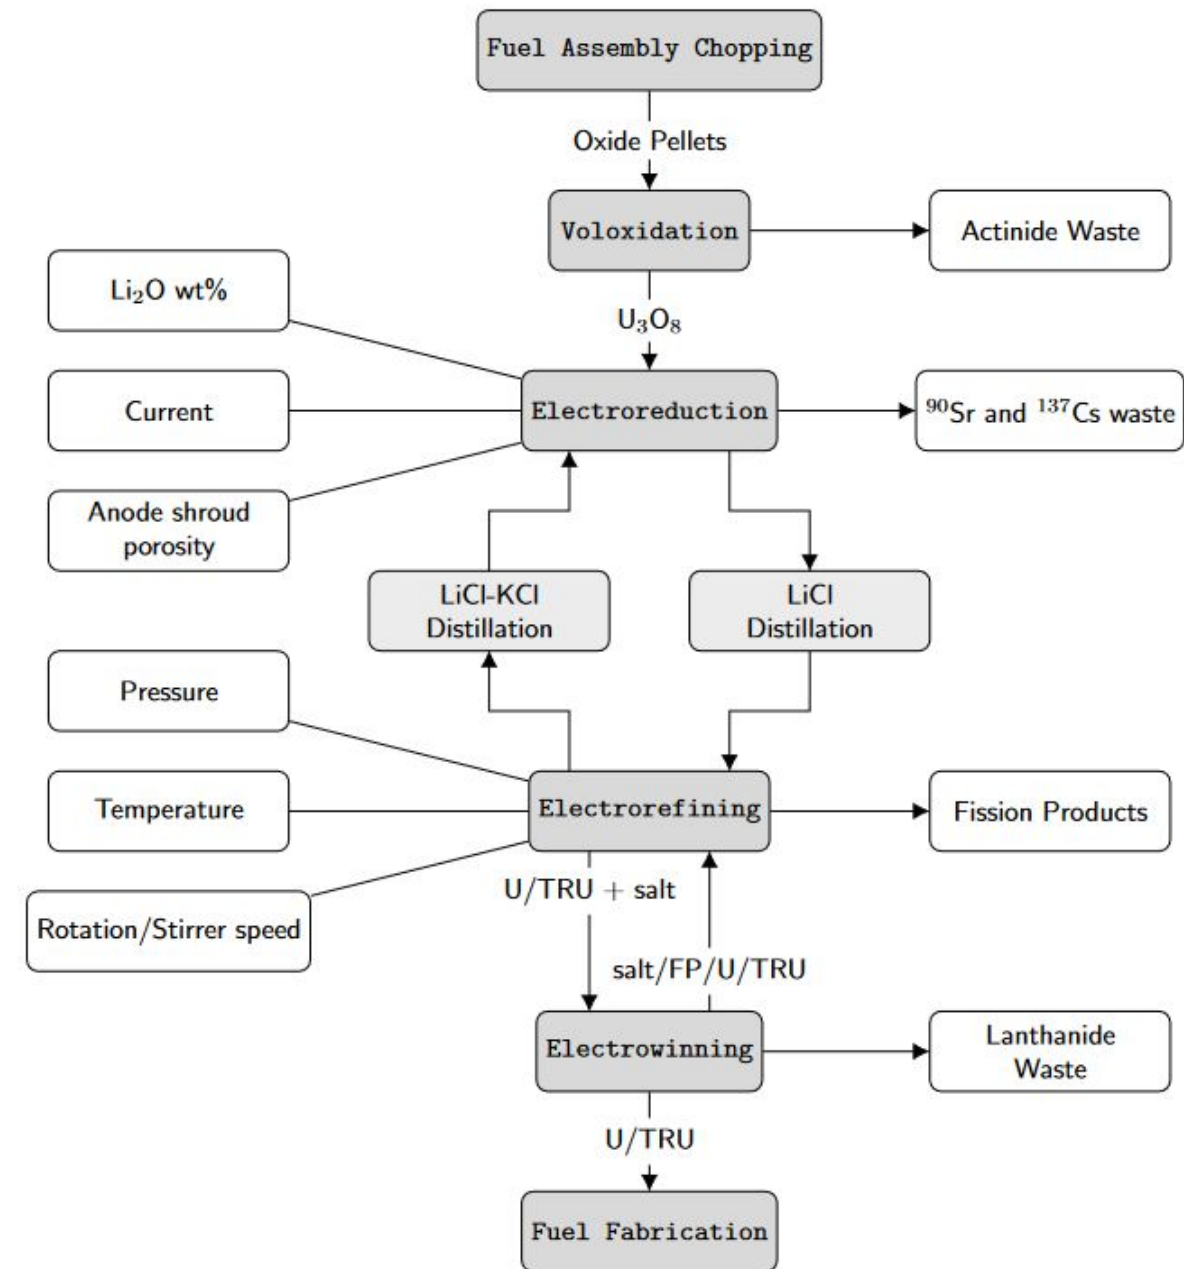 Fuel Assembly Chopping
Oxide Pellets
Voloxidation
Actinide Waste
Li₂O wt%
U₃O₈
Current
Electroreduction
⁹⁰Sr and ¹³⁷Cs waste
Anode shroud
porosity
LiCl-KCl
Distillation
LiCl
Distillation
Pressure
Temperature
Electrorefining
Fission Products
U/TRU + salt
Rotation/Stirrer speed
salt/FP/U/TRU
Electrowinning
Lanthanide
Waste
U/TRU
Fuel Fabrication